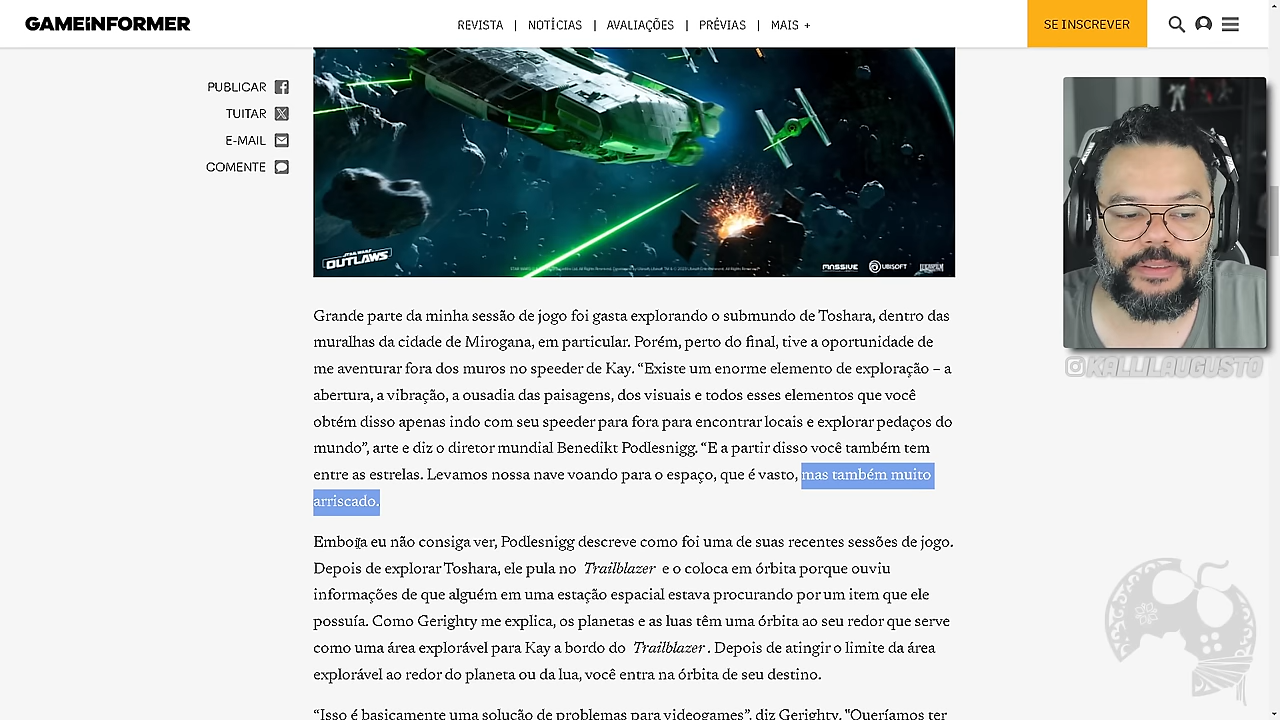 GAMEiNFORMER
REVISTA | NOTÍCIAS | AVALIAÇÕES | PRÉVIAS | MAIS +
SE INSCREVER
PUBLICAR
TUITAR
E-MAIL
COMENTE
STAR WARS
OUTLAWS
MASSIVE
UBISOFT
@KALLILAUGUSTO
Grande parte da minha sessão de jogo foi gasta explorando o submundo de Toshara, dentro das
muralhas da cidade de Mirogana, em particular. Porém, perto do final, tive a oportunidade de
me aventurar fora dos muros no speeder de Kay. “Existe um enorme elemento de exploração – a
abertura, a vibração, a ousadia das paisagens, dos visuais e todos esses elementos que você
obtém disso apenas indo com seu speeder para fora para encontrar locais e explorar pedaços do
mundo”, arte e diz o diretor mundial Benedikt Podlesnigg. “E a partir disso você também tem
entre as estrelas. Levamos nossa nave voando para o espaço, que é vasto, mas também muito
arriscado.
Embora eu não consiga ver, Podlesnigg descreve como foi uma de suas recentes sessões de jogo.
Depois de explorar Toshara, ele pula no Trailblazer e o coloca em órbita porque ouviu
informações de que alguém em uma estação espacial estava procurando por um item que ele
possuía. Como Gerighty me explica, os planetas e as luas têm uma órbita ao seu redor que serve
como uma área explorável para Kay a bordo do Trailblazer . Depois de atingir o limite da área
explorável ao redor do planeta ou da lua, você entra na órbita de seu destino.
“Isso é basicamente uma solução de problemas para videogames”, diz Gerighty. "Queríamos ter